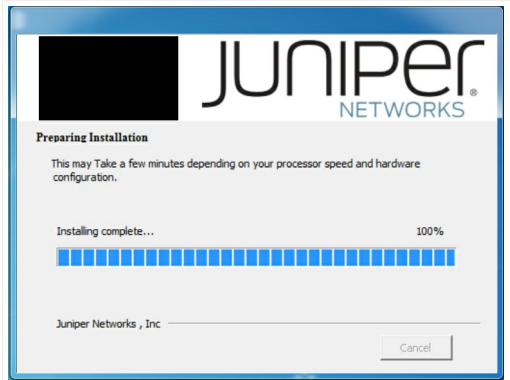 JUNIPER
NETWORKS
Preparing Installation
This may Take a few minutes depending on your processor speed and hardware
configuration.
Installing complete... 100%
Juniper Networks , Inc
Cancel